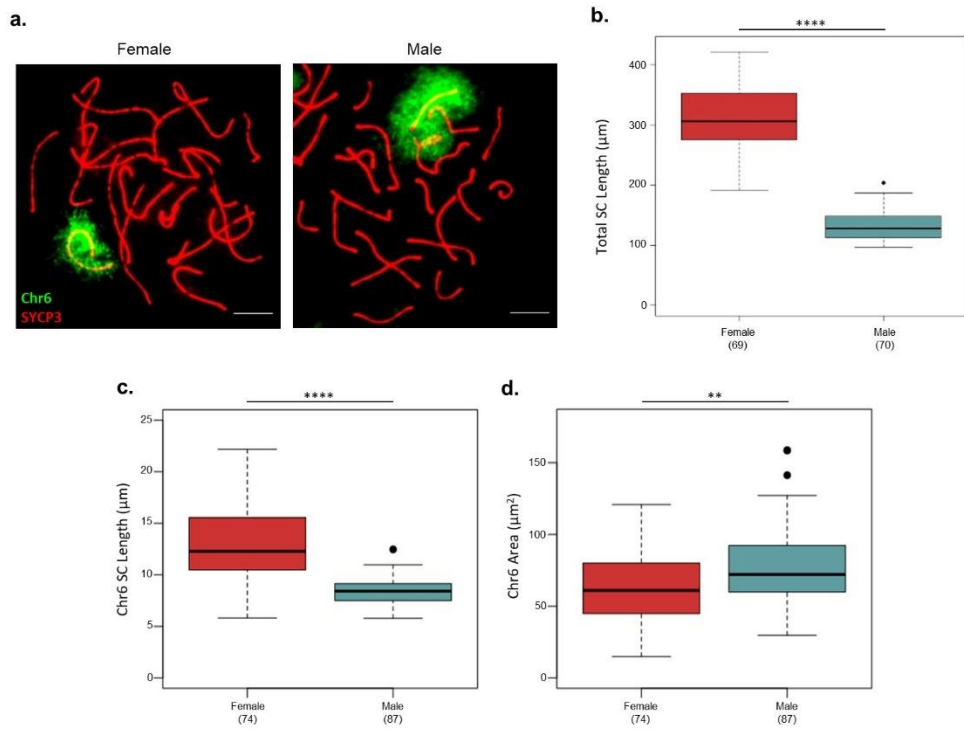 a.
Female
Male
Chr6
SYCP3
b.
****
Total SC Length (µm)
400
300
200
100
0
Female
(69)
Male
(70)
c.
****
Chr6 SC Length (µm)
25
20
15
10
5
0
Female
(74)
Male
(87)
d.
**
Chr6 Area (µm²)
150
100
50
0
Female
(74)
Male
(87)